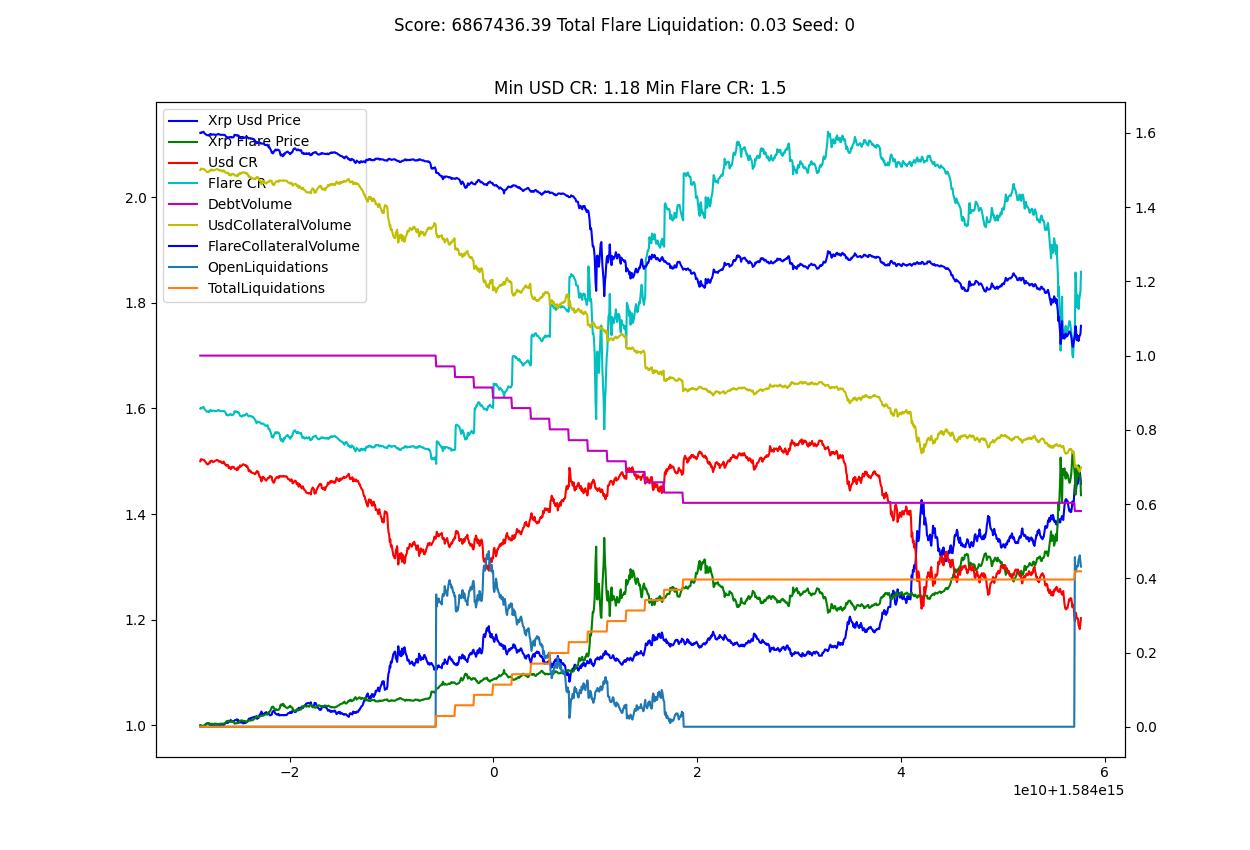 Score: 6867436.39 Total Flare Liquidation: 0.03 Seed: 0
Min USD CR: 1.18 Min Flare CR: 1.5
Xrp Usd Price
Xrp Flare Price
Usd CR
Flare CR
DebtVolume
UsdCollateralVolume
FlareCollateralVolume
OpenLiquidations
TotalLiquidations
2.0
1.8
1.6
1.4
1.2
1.0
1.6
1.4
1.2
1.0
0.8
0.6
0.4
0.2
0.0
−2 0 2 4 6
1e10+1.584e15